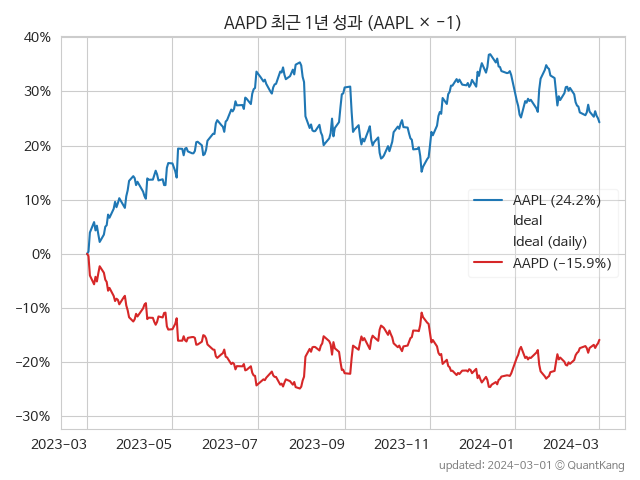 AAPD 최근 1년 성과 (AAPL × −1)
40%
30%
20%
10%
0%
−10%
−20%
−30%
AAPL (24.2%)
Ideal
Ideal (daily)
AAPD (−15.9%)
2023-03 2023-05 2023-07 2023-09 2023-11 2024-01 2024-03
updated: 2024-03-01 © QuantKang